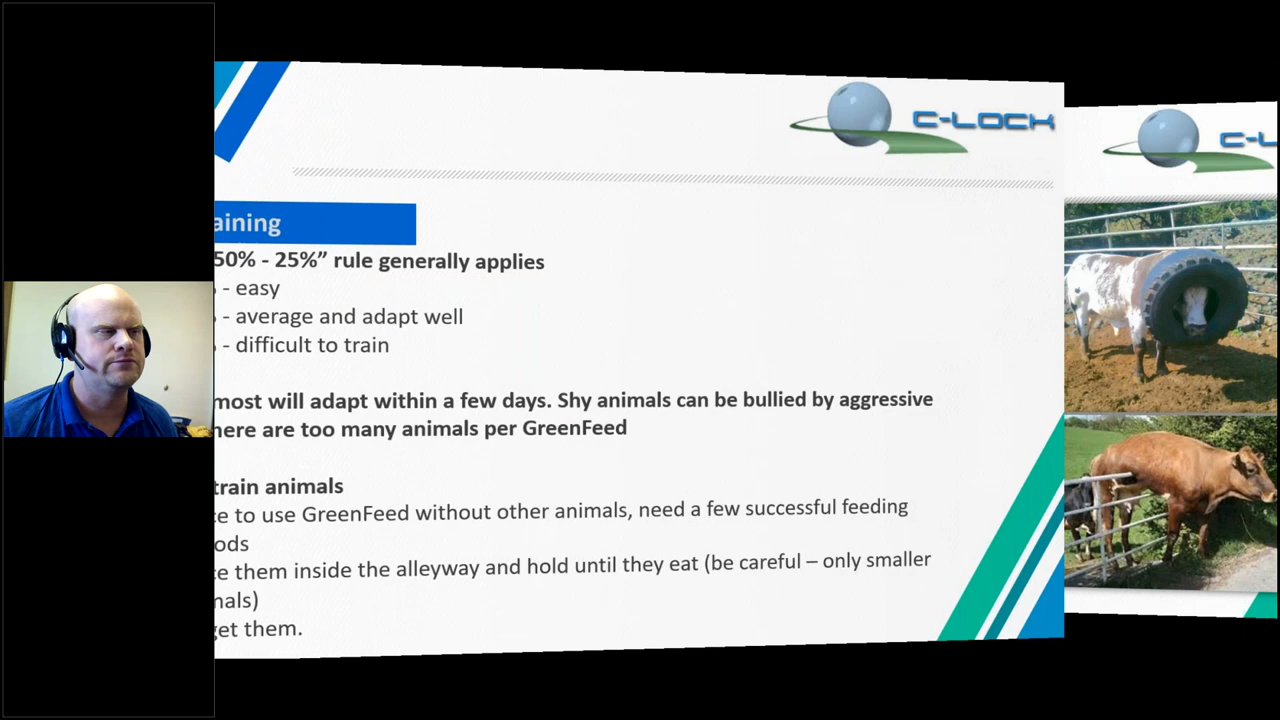 C-LOCK
C-L
aining
50% - 25%” rule generally applies
- easy
- average and adapt well
- difficult to train
most will adapt within a few days. Shy animals can be bullied by aggressive
here are too many animals per GreenFeed
train animals
ce to use GreenFeed without other animals, need a few successful feeding
ods
ce them inside the alleyway and hold until they eat (be careful – only smaller
mals)
get them.